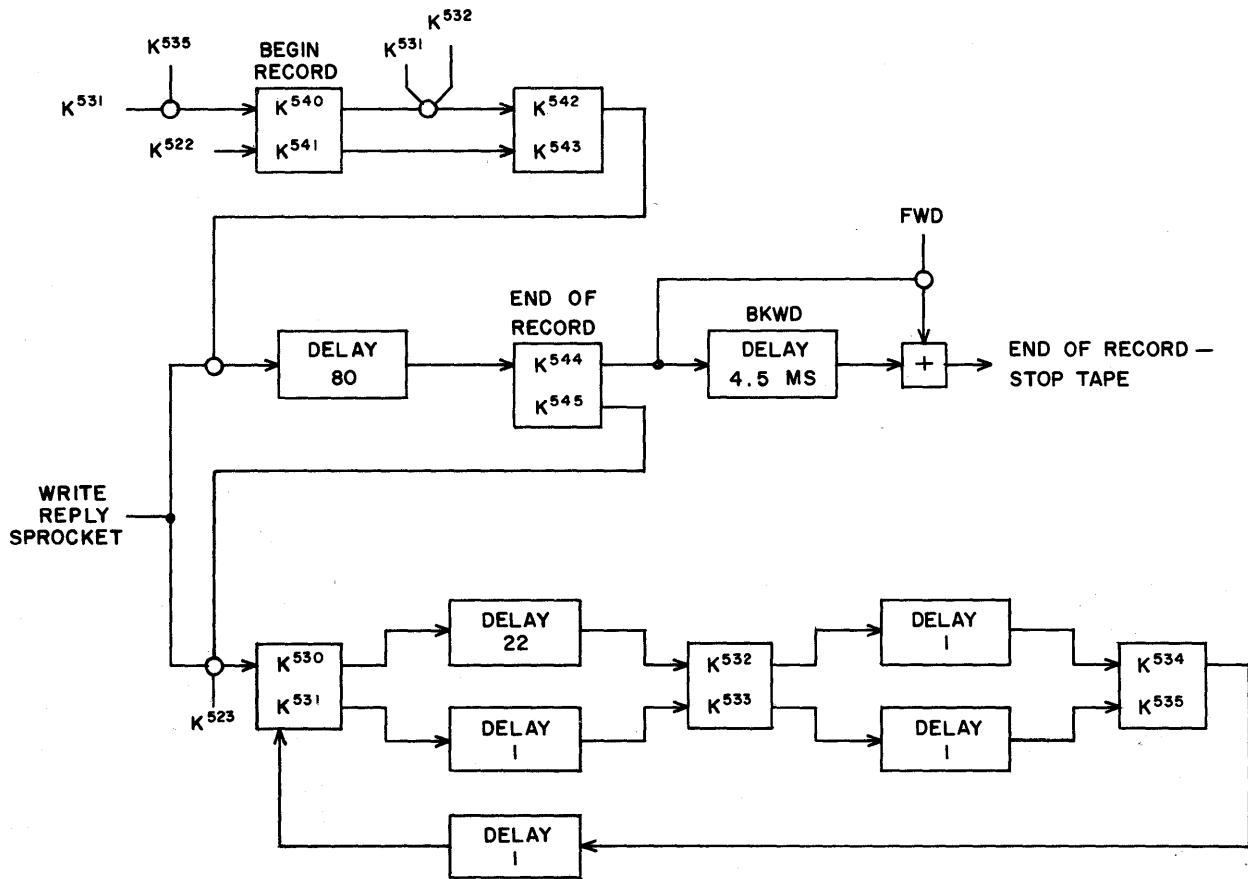 K532
K535
K531
BEGIN
RECORD
K531
K540
K542
K522
K541
K543
FWD
END OF
RECORD
BKWD
DELAY
80
K544
K545
DELAY
4.5 MS
+
END OF RECORD —
STOP TAPE
WRITE
REPLY
SPROCKET
DELAY
22
DELAY
1
K530
K531
K532
K533
K534
K535
K523
DELAY
1
DELAY
1
DELAY
1